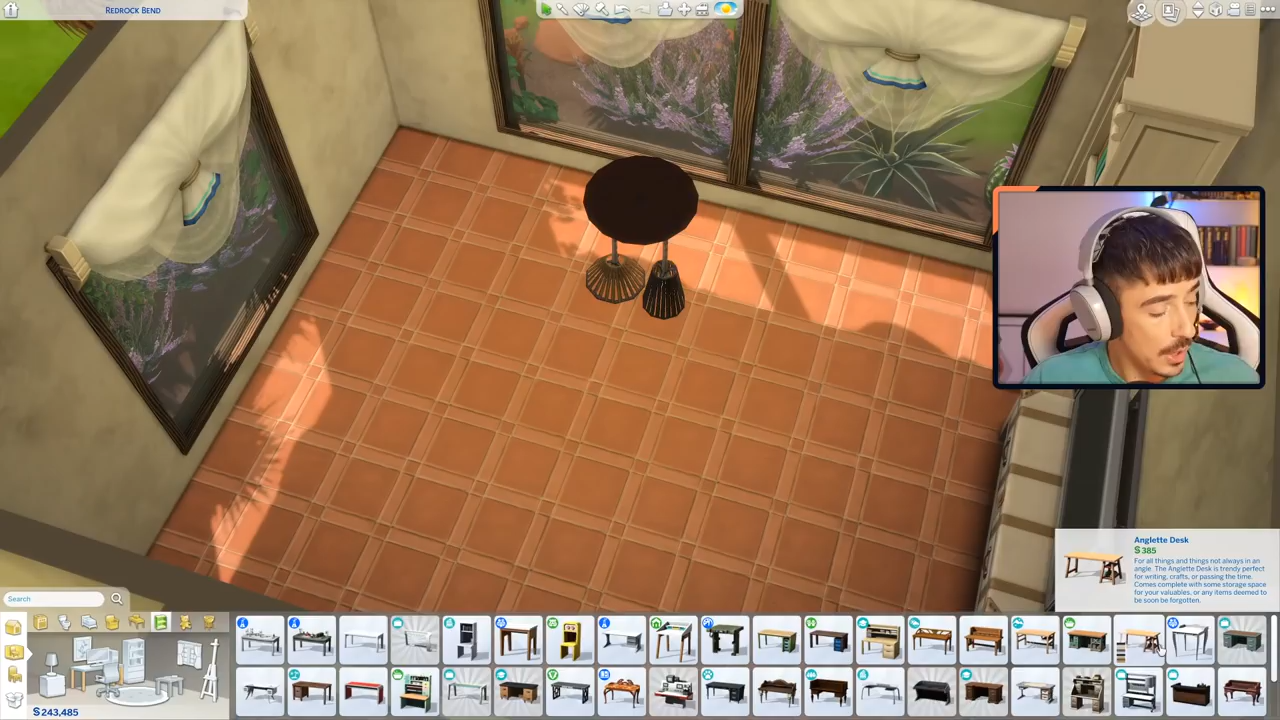 REDROCK BEND
Anglette Desk
§385
For all things and things not always in an
angle. The Anglette Desk is trendy perfect
for writing, crafts, or passing the time.
Comes complete with some storage space
for your valuables, or any items deemed to
be soon be forgotten.
Search
§243,485